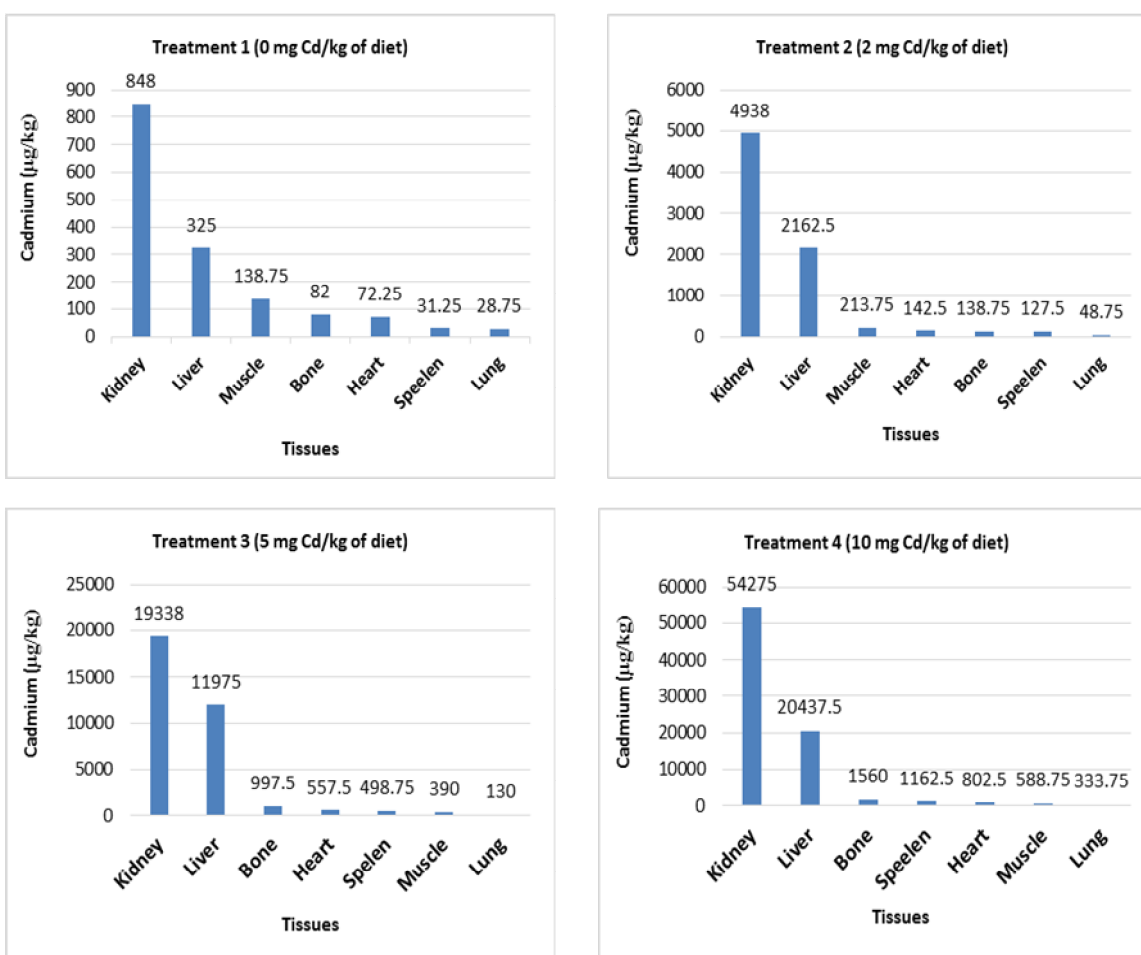 Treatment 1 (0 mg Cd/kg of diet)
Cadmium (µg/kg)
900
800
700
600
500
400
300
200
100
0
848
325
138.75
82
72.25
31.25
28.75
Kidney
Liver
Muscle
Bone
Heart
Speelen
Lung
Tissues
Treatment 2 (2 mg Cd/kg of diet)
Cadmium (µg/kg)
6000
5000
4000
3000
2000
1000
0
4938
2162.5
213.75
142.5
138.75
127.5
48.75
Kidney
Liver
Muscle
Heart
Bone
Speelen
Lung
Tissues
Treatment 3 (5 mg Cd/kg of diet)
Cadmium (µg/kg)
25000
20000
15000
10000
5000
0
19338
11975
997.5
557.5
498.75
390
130
Kidney
Liver
Bone
Heart
Spelen
Muscle
Lung
Tissues
Treatment 4 (10 mg Cd/kg of diet)
Cadmium (µg/kg)
60000
50000
40000
30000
20000
10000
0
54275
20437.5
1560
1162.5
802.5
588.75
333.75
Kidney
Liver
Bone
Speelen
Heart
Muscle
Lung
Tissues